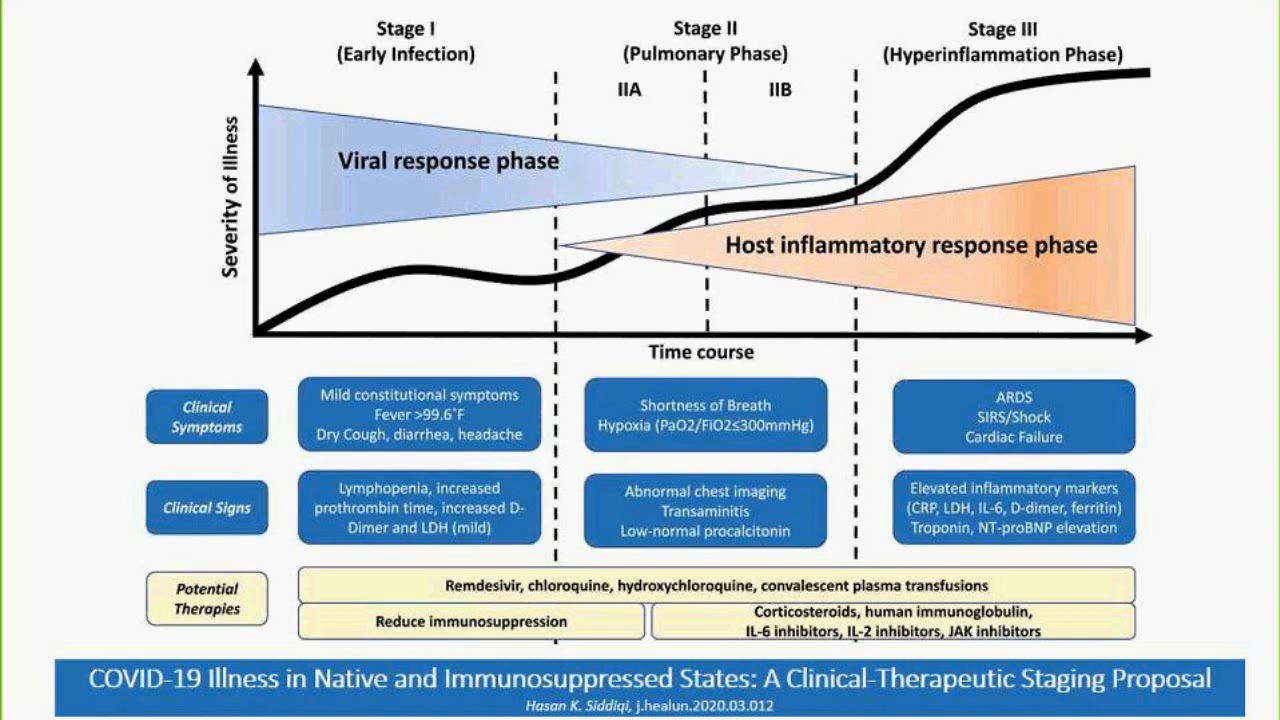 Stage I
(Early Infection)
Stage II
(Pulmonary Phase)
Stage III
(Hyperinflammation Phase)
IIA
IIB
Severity of Illness
Viral response phase
Host inflammatory response phase
Time course
Clinical
Symptoms
Mild constitutional symptoms
Fever >99.6°F
Dry Cough, diarrhea, headache
Shortness of Breath
Hypoxia (PaO2/FiO2≤300mmHg)
ARDS
SIRS/Shock
Cardiac Failure
Clinical Signs
Lymphopenia, increased
prothrombin time, increased D-
Dimer and LDH (mild)
Abnormal chest imaging
Transaminitis
Low-normal procalcitonin
Elevated inflammatory markers
(CRP, LDH, IL-6, D-dimer, ferritin)
Troponin, NT-proBNP elevation
Potential
Therapies
Remdesivir, chloroquine, hydroxychloroquine, convalescent plasma transfusions
Reduce immunosuppression
Corticosteroids, human immunoglobulin,
IL-6 inhibitors, IL-2 inhibitors, JAK inhibitors
COVID-19 Illness in Native and Immunosuppressed States: A Clinical-Therapeutic Staging Proposal
Hasan K. Siddiqi, j.healun.2020.03.012